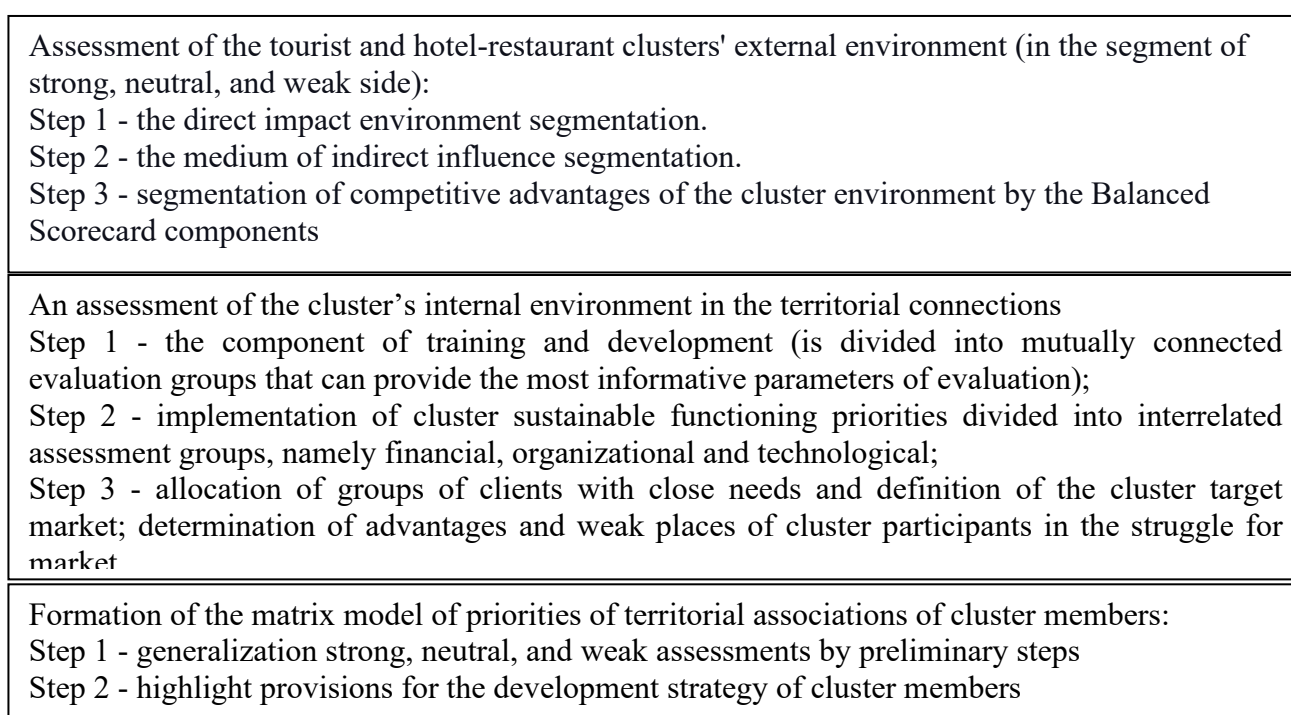 Assessment of the tourist and hotel-restaurant clusters' external environment (in the segment of
strong, neutral, and weak side):
Step 1 - the direct impact environment segmentation.
Step 2 - the medium of indirect influence segmentation.
Step 3 - segmentation of competitive advantages of the cluster environment by the Balanced
Scorecard components
An assessment of the cluster’s internal environment in the territorial connections
Step 1 - the component of training and development (is divided into mutually connected
evaluation groups that can provide the most informative parameters of evaluation);
Step 2 - implementation of cluster sustainable functioning priorities divided into interrelated
assessment groups, namely financial, organizational and technological;
Step 3 - allocation of groups of clients with close needs and definition of the cluster target
market; determination of advantages and weak places of cluster participants in the struggle for
market
Formation of the matrix model of priorities of territorial associations of cluster members:
Step 1 - generalization strong, neutral, and weak assessments by preliminary steps
Step 2 - highlight provisions for the development strategy of cluster members